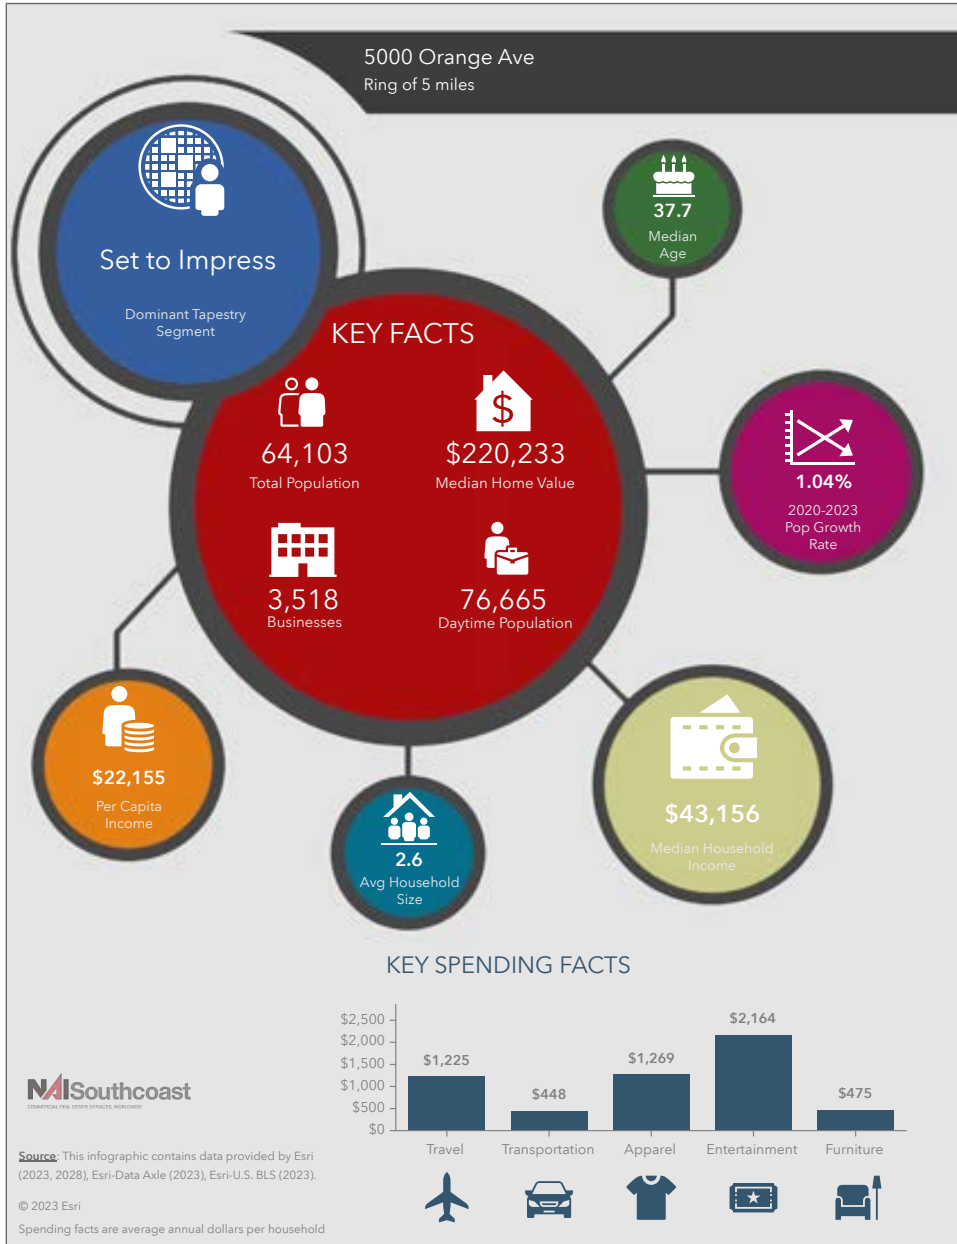 5000 Orange Ave
Ring of 5 miles
Set to Impress
Dominant Tapestry
Segment
37.7
Median
Age
KEY FACTS
64,103
Total Population
$220,233
Median Home Value
3,518
Businesses
76,665
Daytime Population
1.04%
2020-2023
Pop Growth
Rate
$22,155
Per Capita
Income
2.6
Avg Household
Size
$43,156
Median Household
Income
KEY SPENDING FACTS
$2,500
$2,000
$1,500
$1,000
$500
$0
$1,225
$448
$1,269
$2,164
$475
Travel
Transportation
Apparel
Entertainment
Furniture
NAISouthcoast
COMMERCIAL REAL ESTATE SERVICES, WORLDWIDE
Source: This infographic contains data provided by Esri
(2023, 2028), Esri-Data Axle (2023), Esri-U.S. BLS (2023).
© 2023 Esri
Spending facts are average annual dollars per household